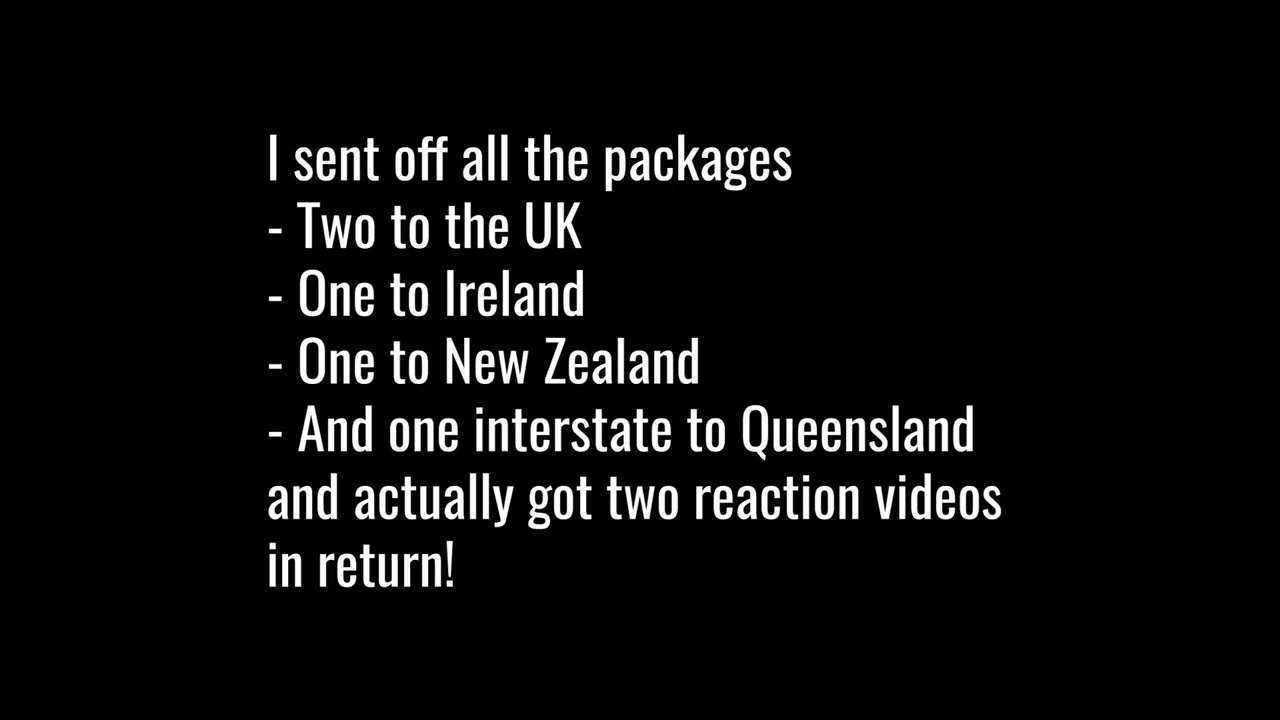 I sent off all the packages
- Two to the UK
- One to Ireland
- One to New Zealand
- And one interstate to Queensland
and actually got two reaction videos
in return!